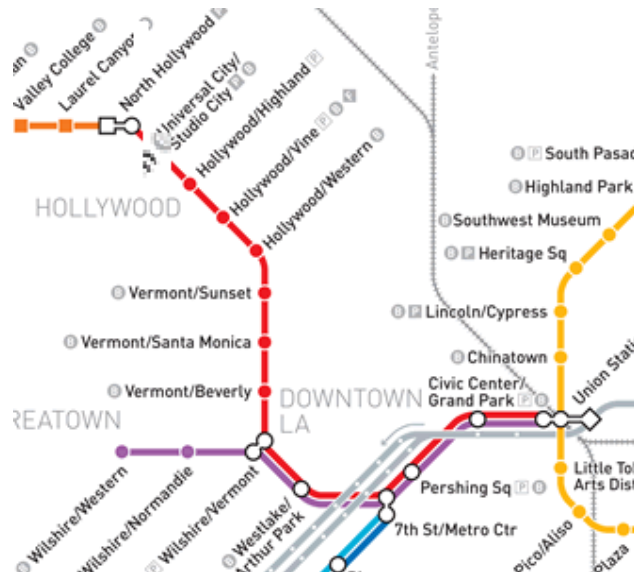 Valley College B
Laurel Canyon
North Hollywood P
Universal City/
Studio City P B
Hollywood/Highland P
Hollywood/Vine P B
Hollywood/Western B
Antelope
HOLLYWOOD
B P South Pasad
B Highland Park
B Southwest Museum
B P Heritage Sq
B Vermont/Sunset
B P Lincoln/Cypress
B Vermont/Santa Monica
B Chinatown
B Vermont/Beverly
DOWNTOWN
LA
Civic Center/
Grand Park P B
Union Stati
REATOWN
B Wilshire/Western
Wilshire/Normandie
P Wilshire/Vermont
B Westlake/
Arthur Park
Pershing Sq P B
7th St/Metro Ctr
Little Tok
Arts Dist
Pico/Aliso
Plaza